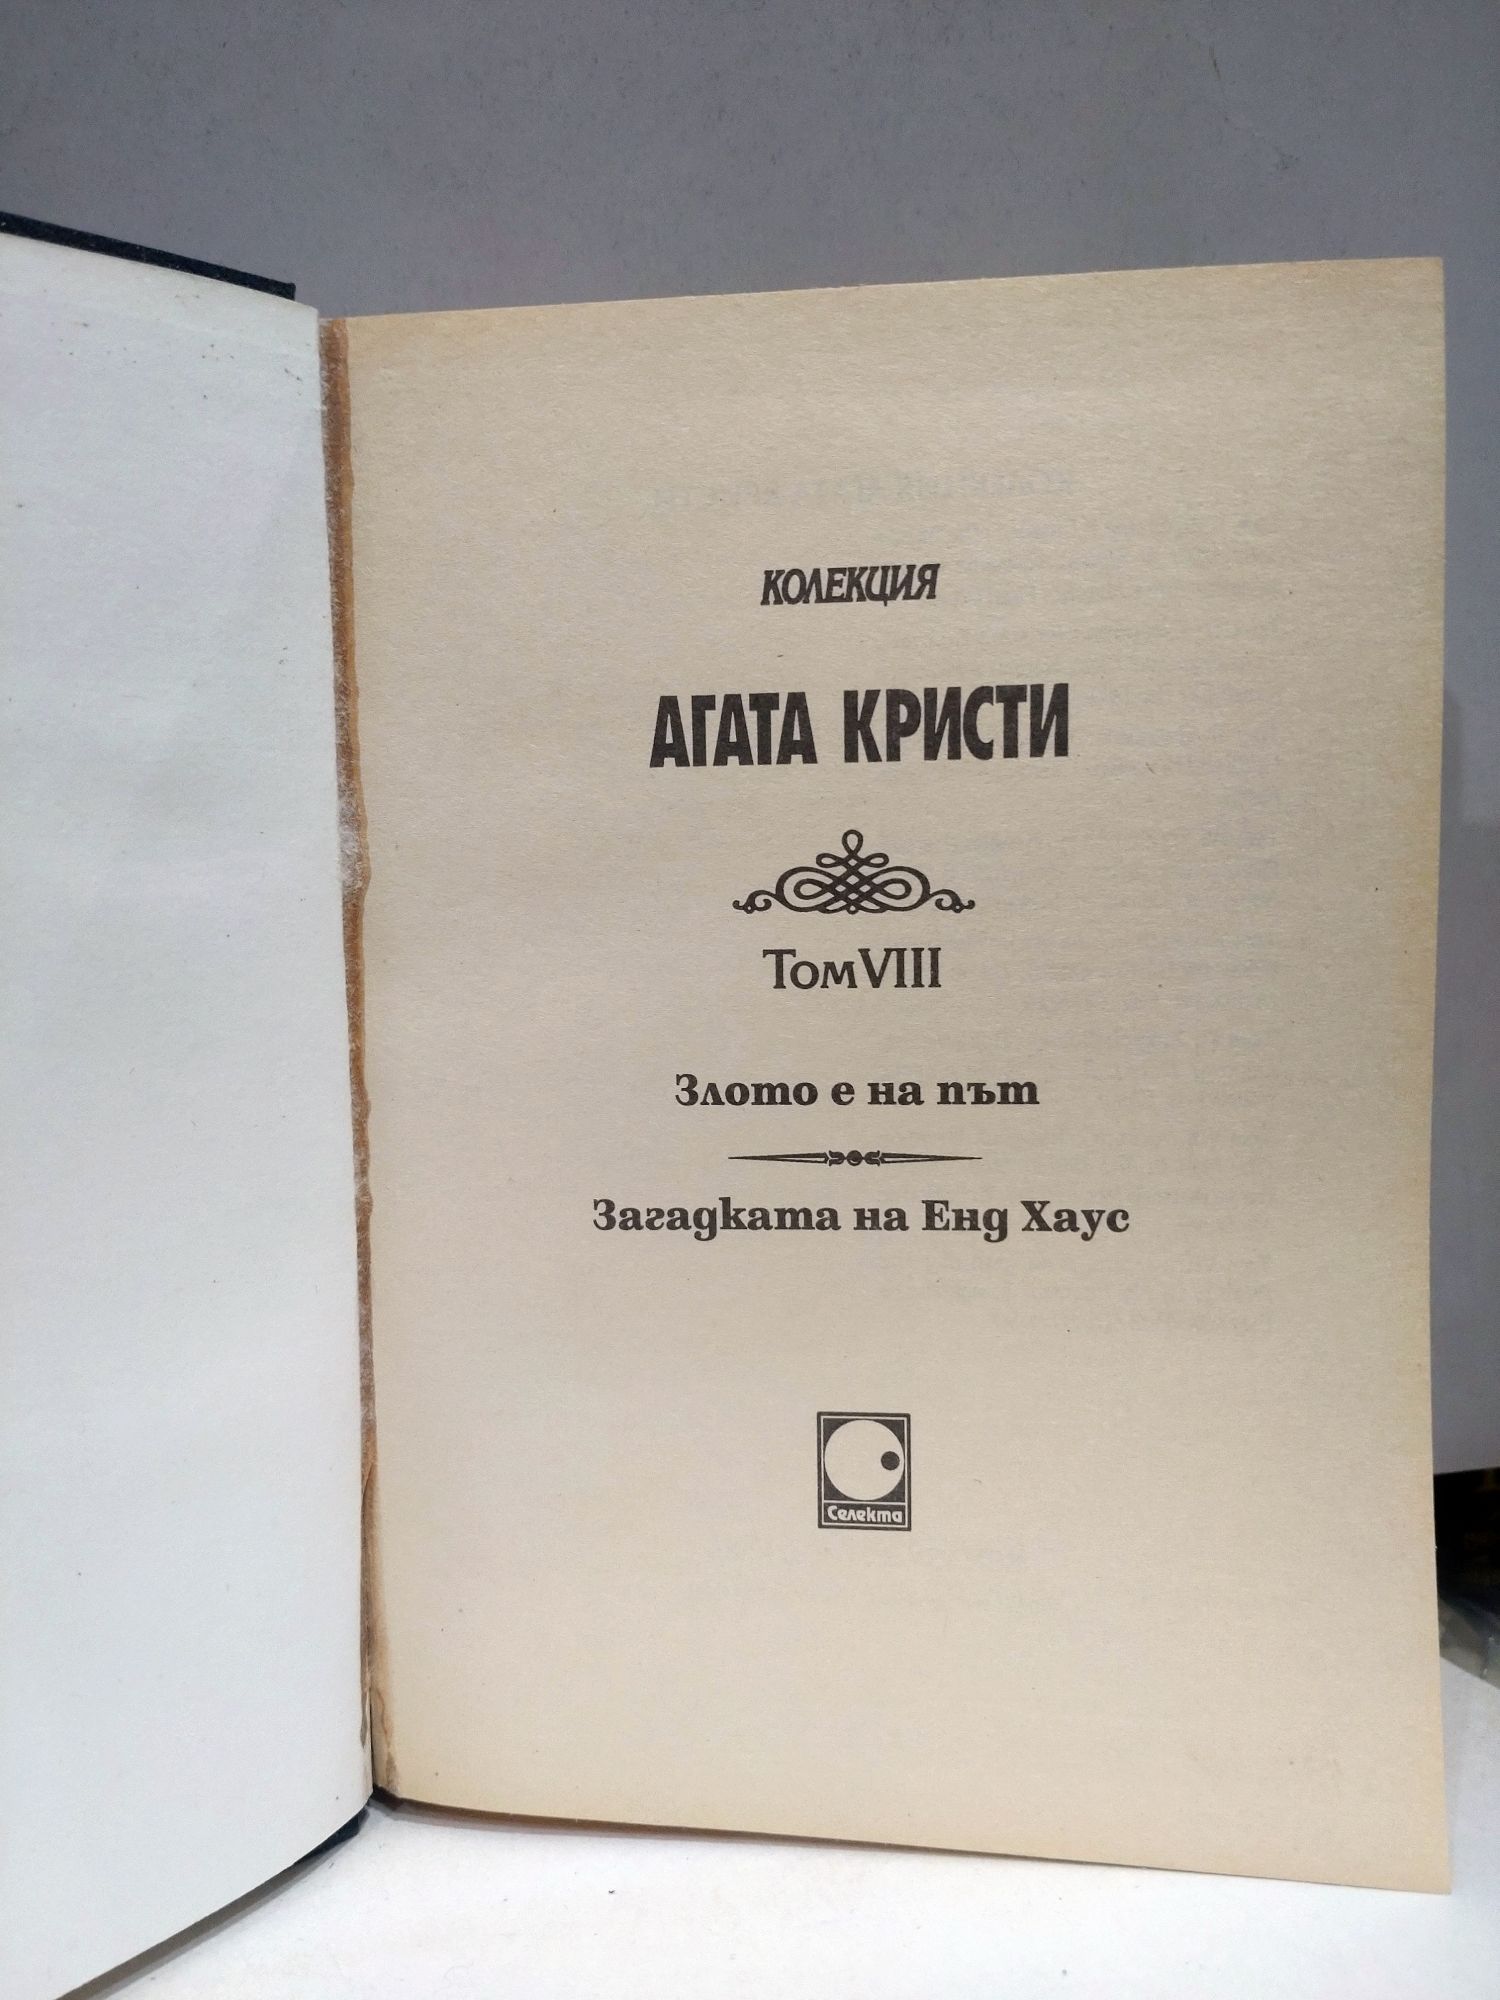 КОЛЕКЦИЯ
АГАТА КРИСТИ
Том VIII
Злото е на път
Загадката на Енд Хаус
Селекта